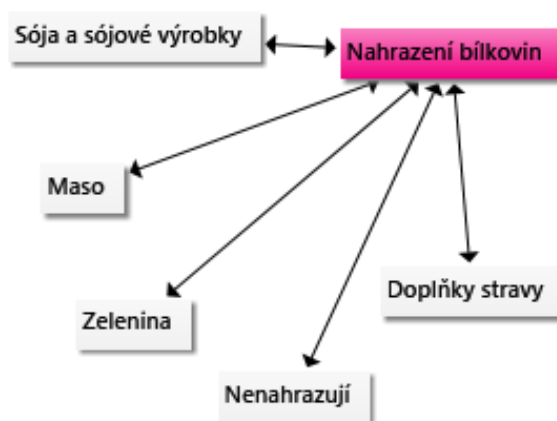 Sója a sójové výrobky
Nahrazení bílkovin
Maso
Doplňky stravy
Zelenina
Nenahrazují